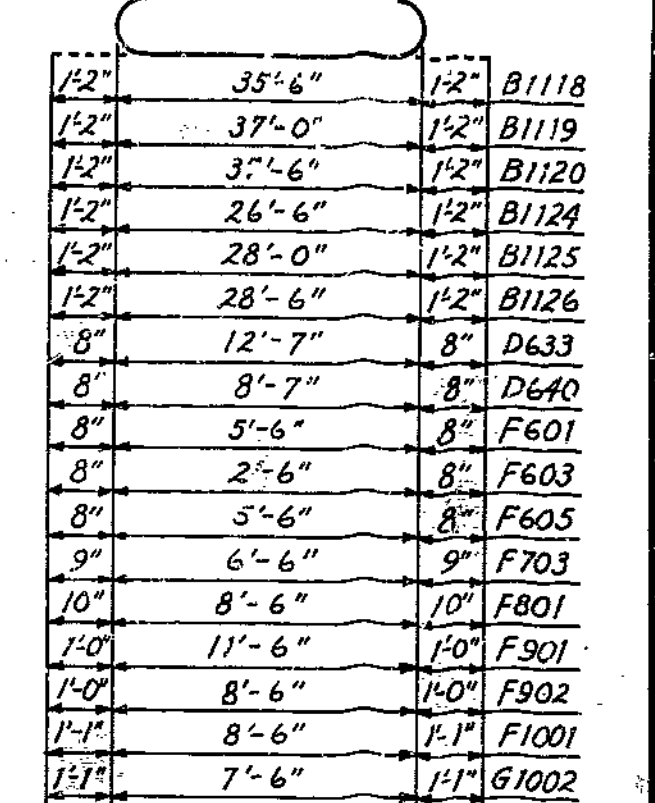 1'-2" 35'-6" 1'-2" B1118
1'-2" 37'-0" 1'-2" B1119
1'-2" 37'-6" 1'-2" B1120
1'-2" 26'-6" 1'-2" B1124
1'-2" 28'-0" 1'-2" B1125
1'-2" 28'-6" 1'-2" B1126
8" 12'-7" 8" D633
8' 8'-7" 8" D640
8" 5'-6" 8" F601
8" 2'-6" 8" F603
8" 5'-6" 8" F605
9" 6'-6" 9" F703
10" 8'-6" 10" F801
1'-0" 11'-6" 1'-0" F901
1'-0" 8'-6" 1'-0" F902
1'-1" 8'-6" 1'-1" F1001
1'-1" 7'-6" 1'-1" G1002